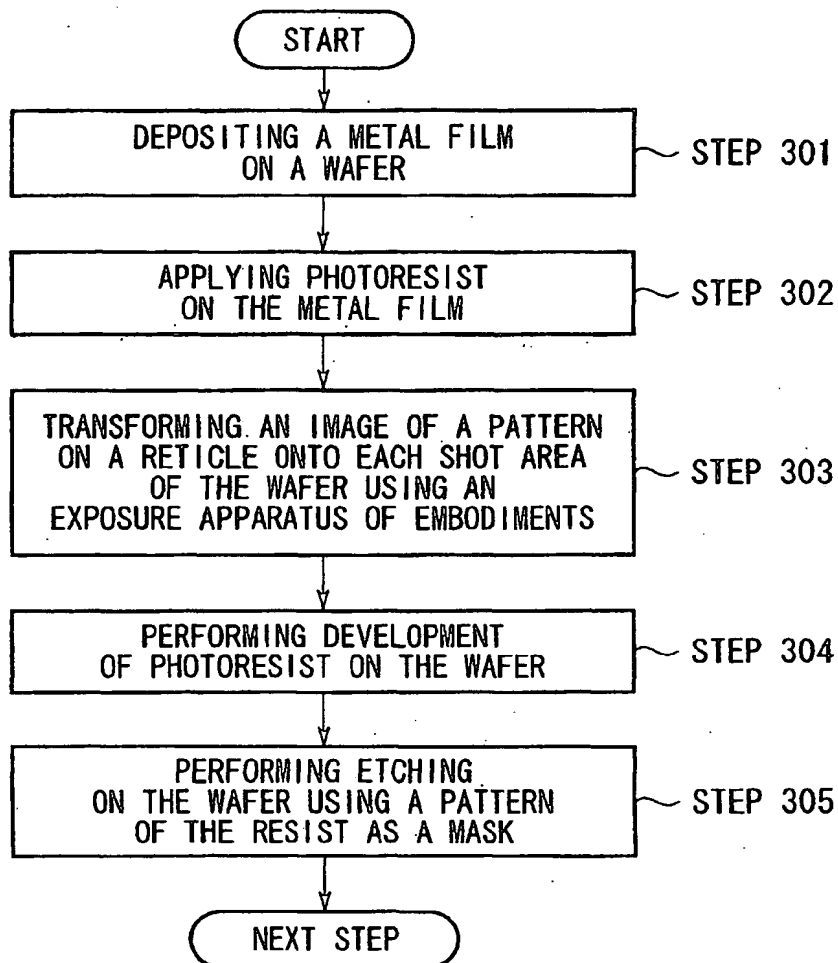 START
DEPOSITING A METAL FILM
ON A WAFER
STEP 301
APPLYING PHOTORESIST
ON THE METAL FILM
STEP 302
TRANSFORMING AN IMAGE OF A PATTERN
ON A RETICLE ONTO EACH SHOT AREA
OF THE WAFER USING AN
EXPOSURE APPARATUS OF EMBODIMENTS
STEP 303
PERFORMING DEVELOPMENT
OF PHOTORESIST ON THE WAFER
STEP 304
PERFORMING ETCHING
ON THE WAFER USING A PATTERN
OF THE RESIST AS A MASK
STEP 305
NEXT STEP